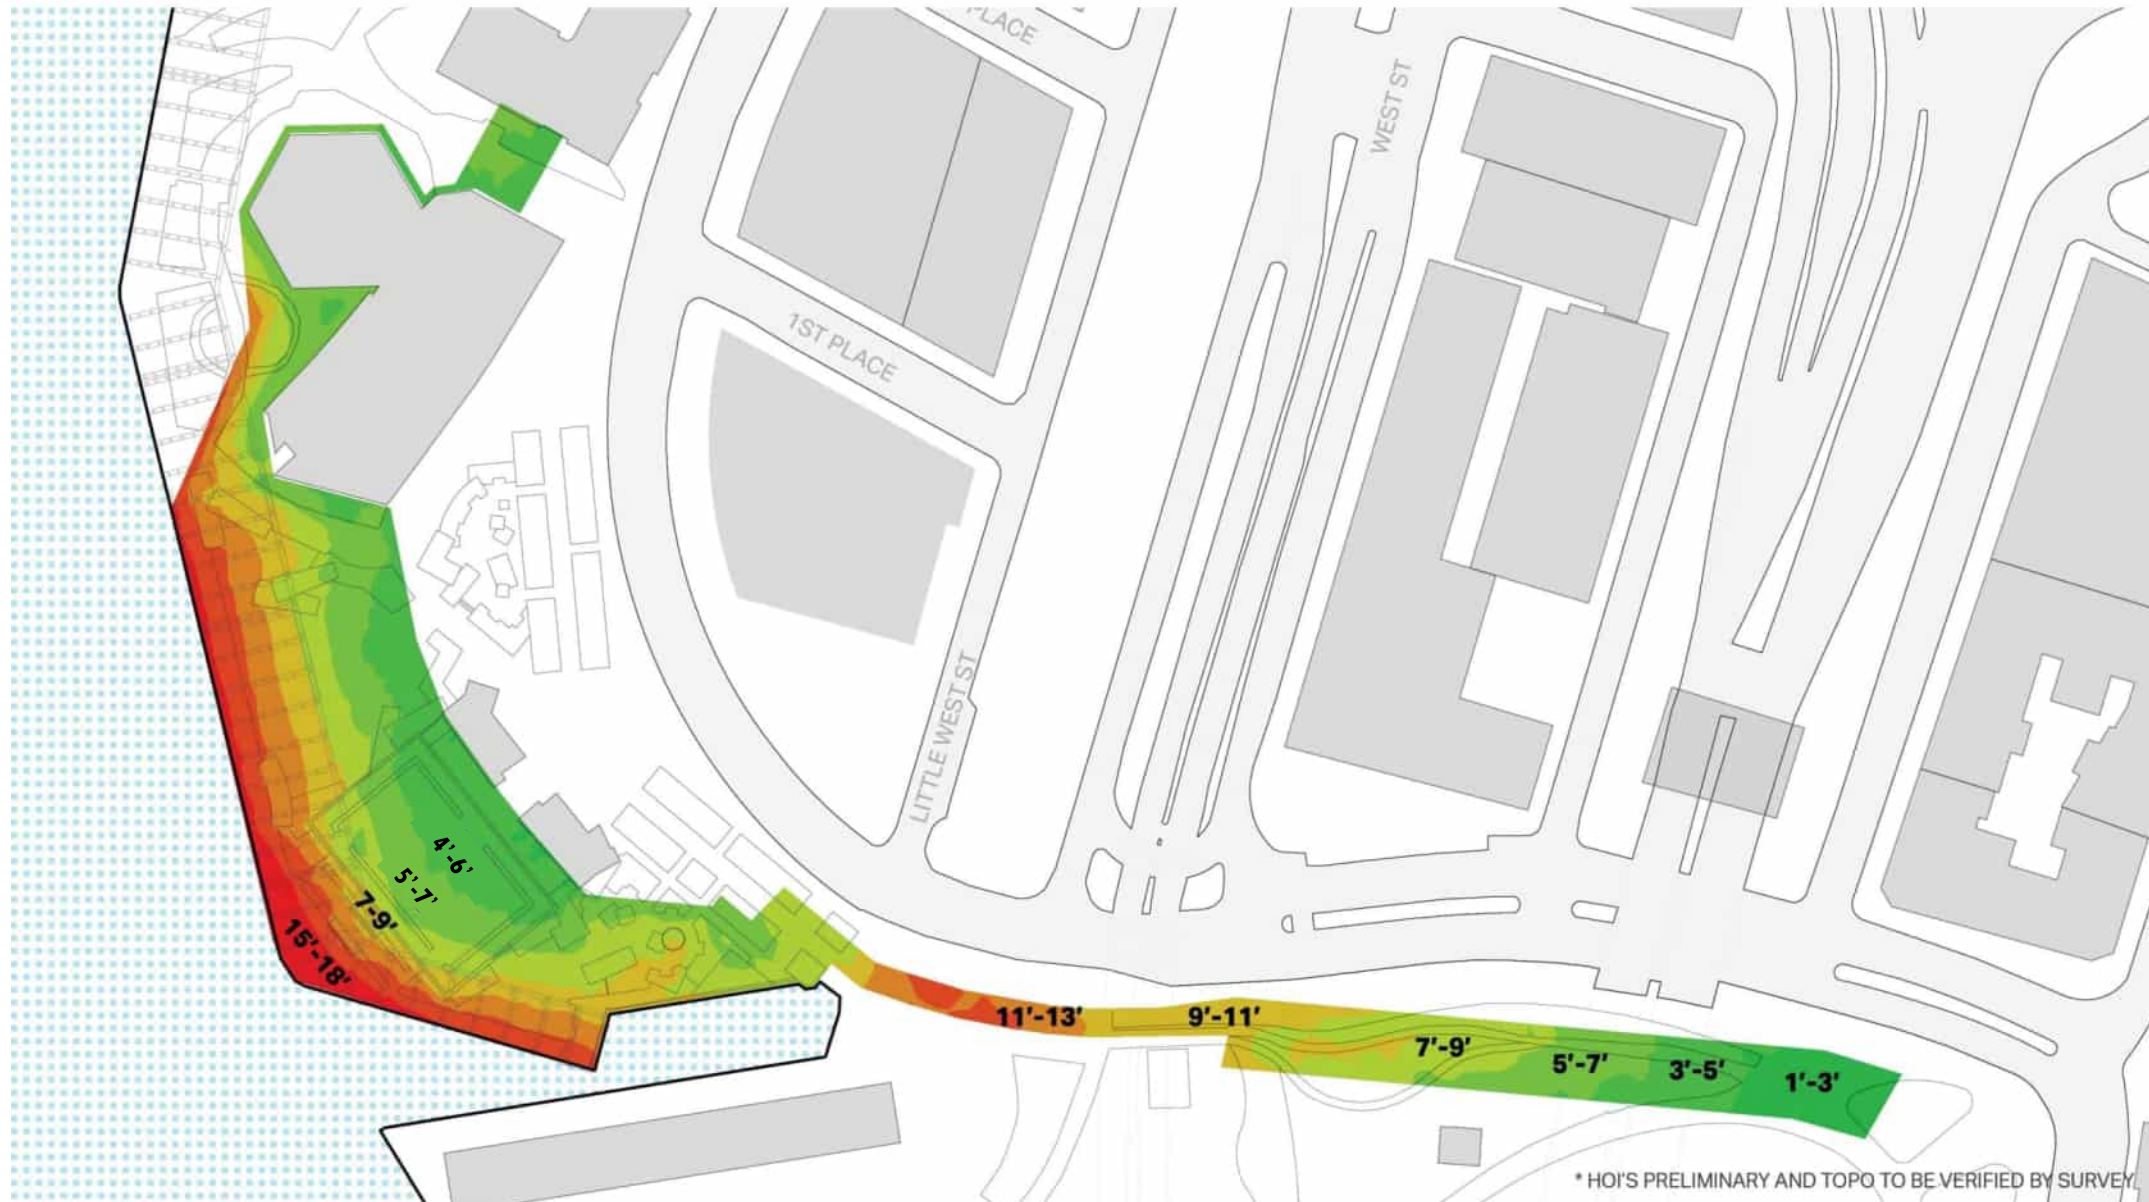 PLACE
WEST ST
1ST PLACE
LITTLE WEST ST
4'-6'
5'-7'
7-9'
15'-18'
11'-13'
9'-11'
7'-9'
5'-7'
3'-5'
1'-3'
* HOI'S PRELIMINARY AND TOPO TO BE VERIFIED BY SURVEY